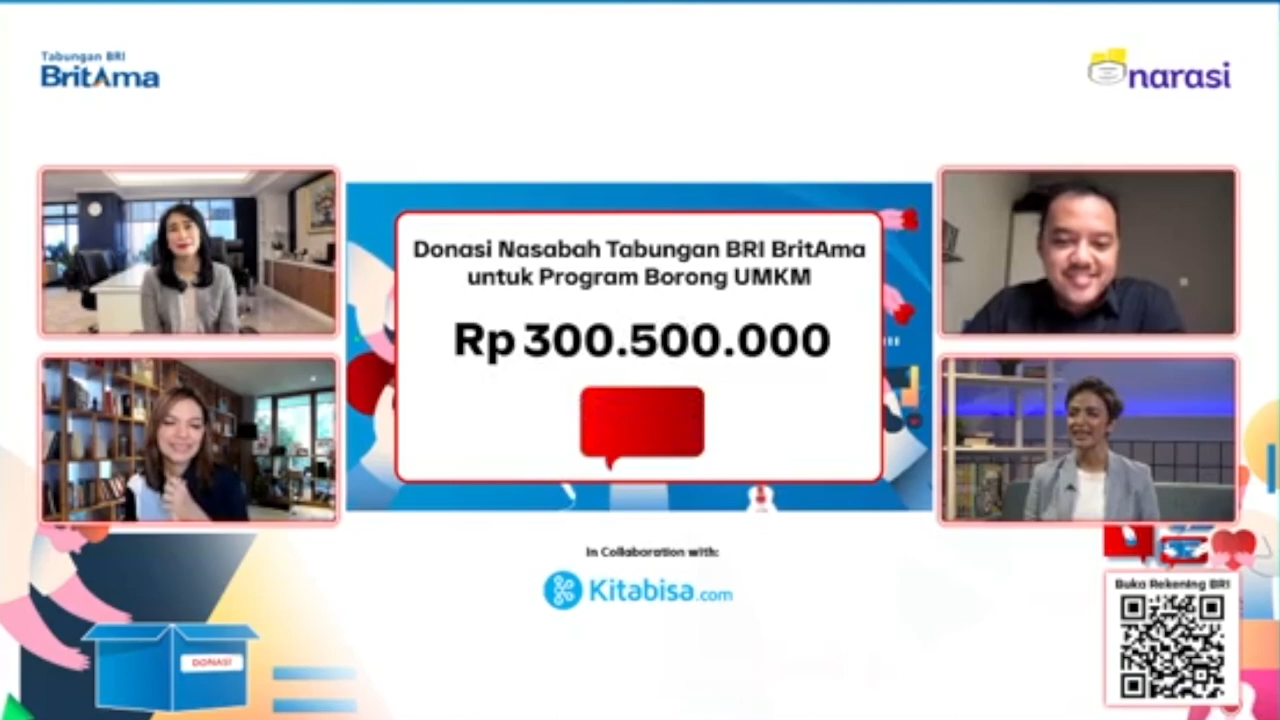 Tabungan BRI
BritAma
narasi
Donasi Nasabah Tabungan BRI BritAma
untuk Program Borong UMKM
Rp 300.500.000
In Collaboration with:
Kitabisa.com
Buka Rekening BRI
DONASI